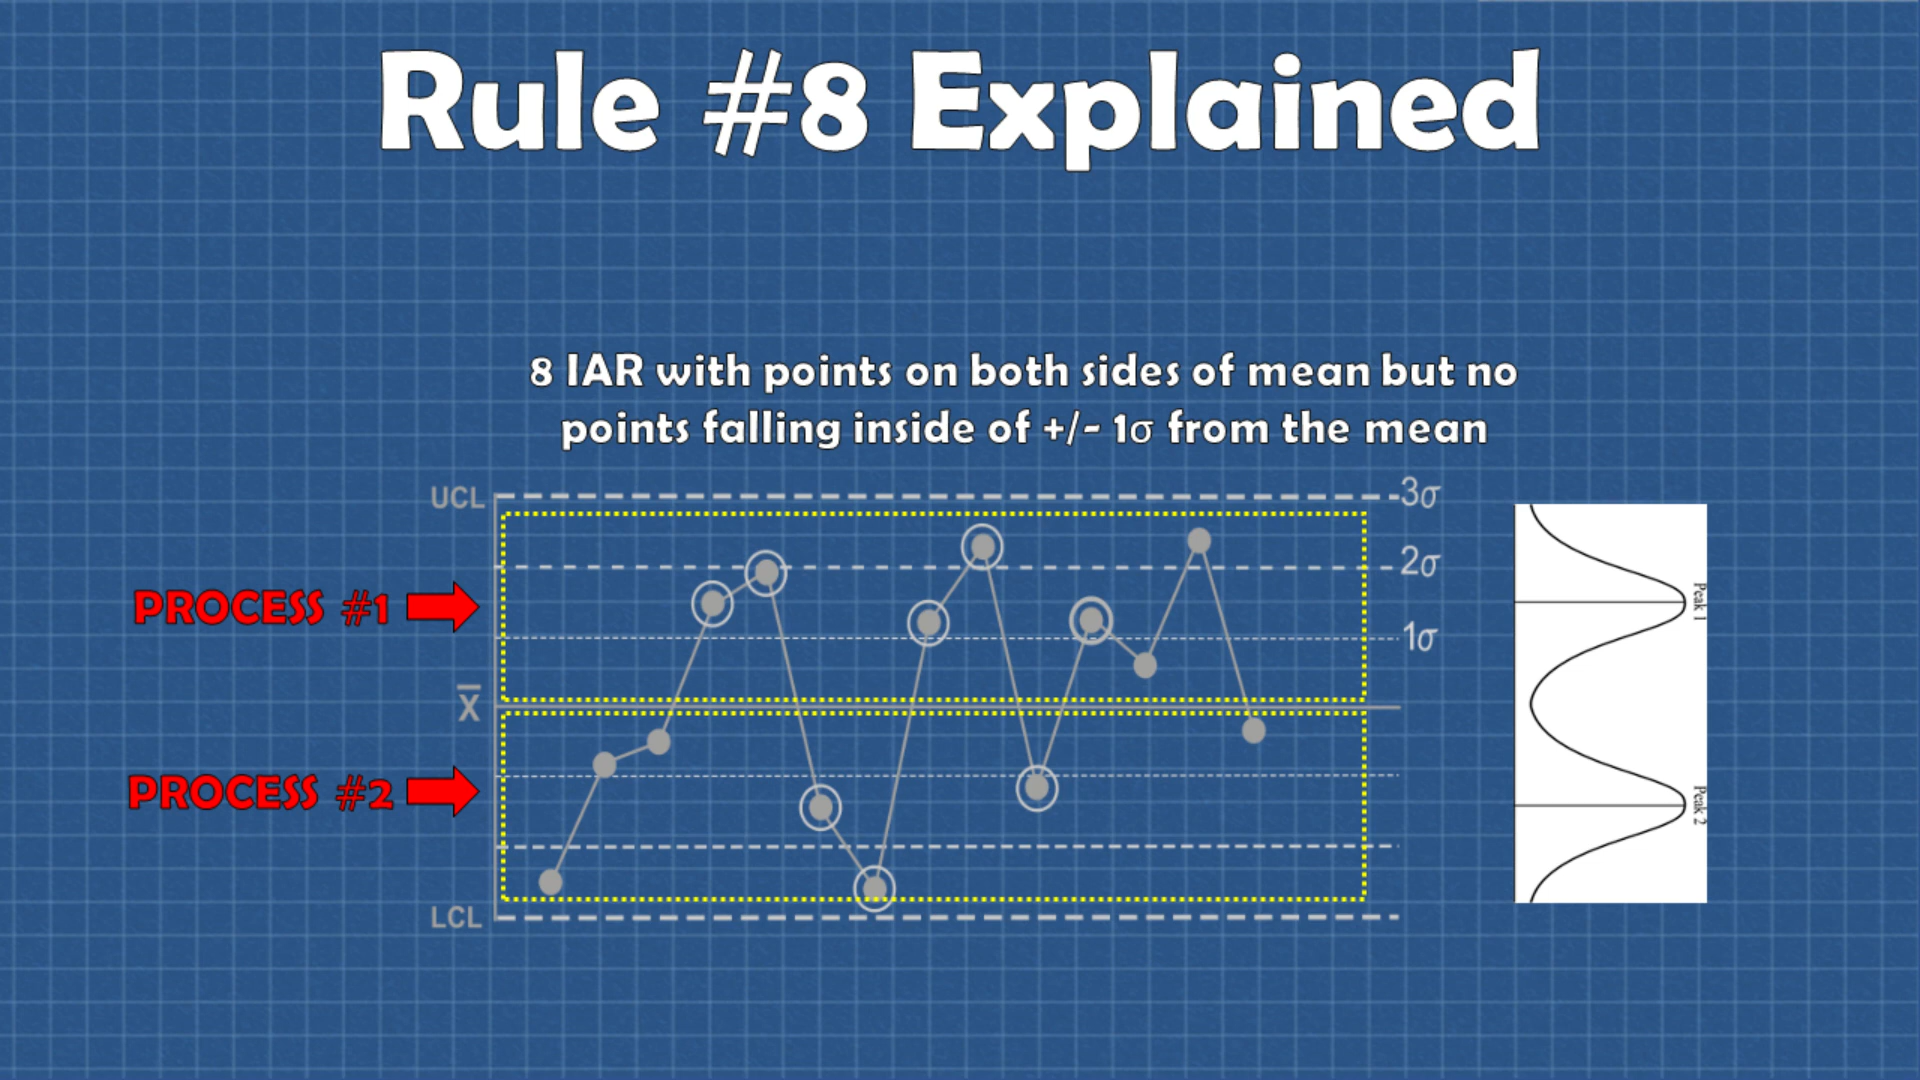 Rule #8 Explained
8 IAR with points on both sides of mean but no
points falling inside of +/- 1σ from the mean
UCL
3σ
2σ
PROCESS #1
1σ
Peak 1
X̅
PROCESS #2
Peak 2
LCL